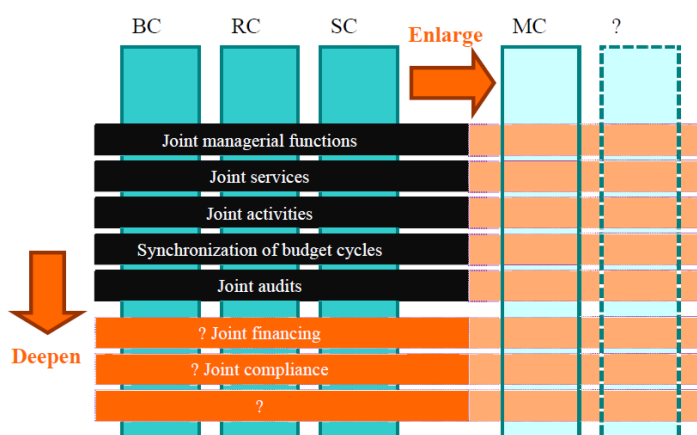 BC RC SC MC ?
Enlarge
Joint managerial functions
Joint services
Joint activities
Synchronization of budget cycles
Joint audits
? Joint financing
Deepen
? Joint compliance
?